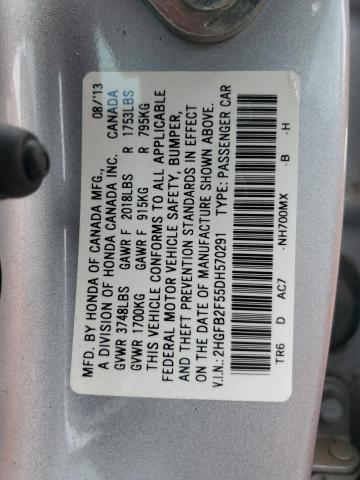 MFD. BY HONDA OF CANADA MFG., 08/'13
A DIVISION OF HONDA CANADA INC. CANADA
GVWR 3748LBS GAWR F 2018LBS R 1753LBS
GVWR 1700KG GAWR F 915KG R 795KG
THIS VEHICLE CONFORMS TO ALL APPLICABLE
FEDERAL MOTOR VEHICLE SAFETY, BUMPER,
AND THEFT PREVENTION STANDARDS IN EFFECT
ON THE DATE OF MANUFACTURE SHOWN ABOVE.
V.I.N.: 2HGFB2F55DH570291 TYPE: PASSENGER CAR
TR6 D AC7 -NH700MX -B -H